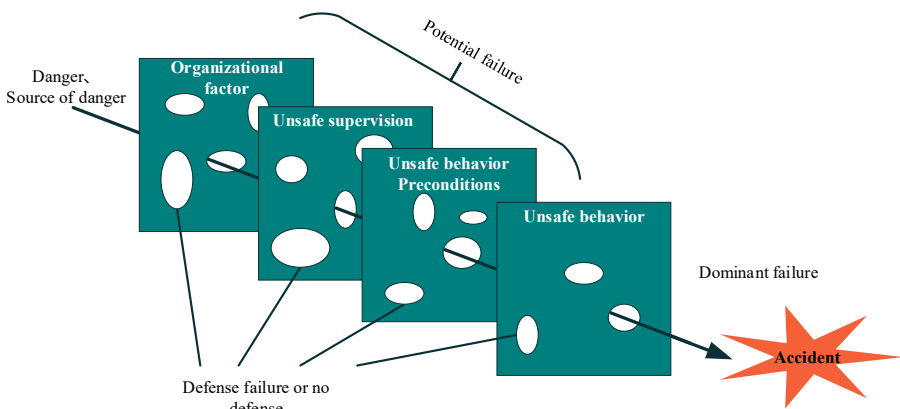 Potential failure
Danger、
Source of danger
Organizational
factor
Unsafe supervision
Unsafe behavior
Preconditions
Unsafe behavior
Dominant failure
Accident
Defense failure or no
defense